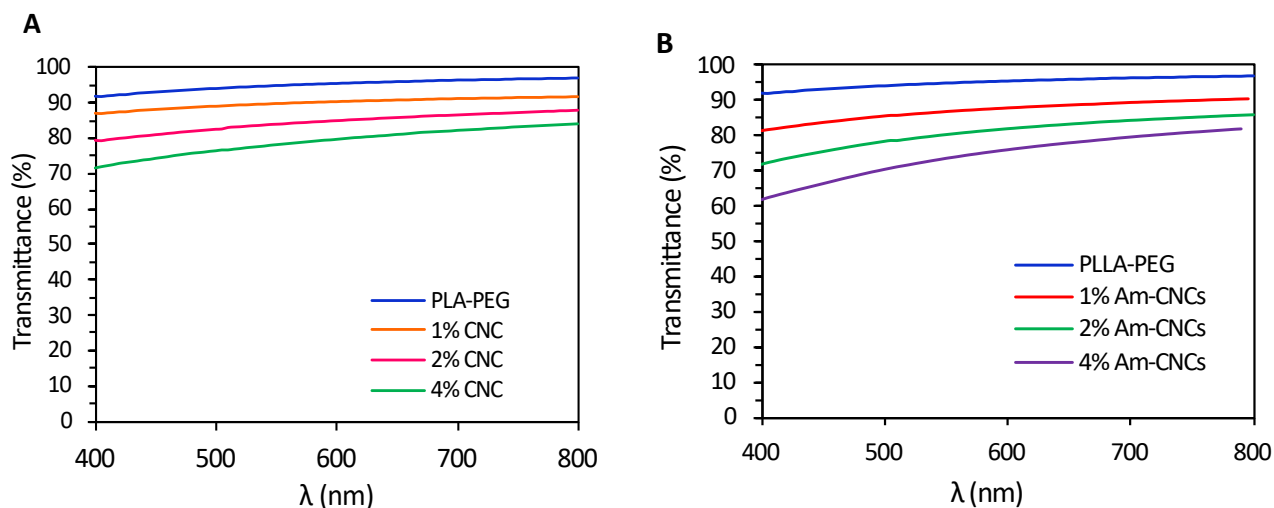 A
Transmittance (%)
100
90
80
70
60
50
40
30
20
10
0
PLA-PEG
1% CNC
2% CNC
4% CNC
400 500 600 700 800
λ (nm)
B
Transmittance (%)
100
90
80
70
60
50
40
30
20
10
0
PLLA-PEG
1% Am-CNCs
2% Am-CNCs
4% Am-CNCs
400 500 600 700 800
λ (nm)